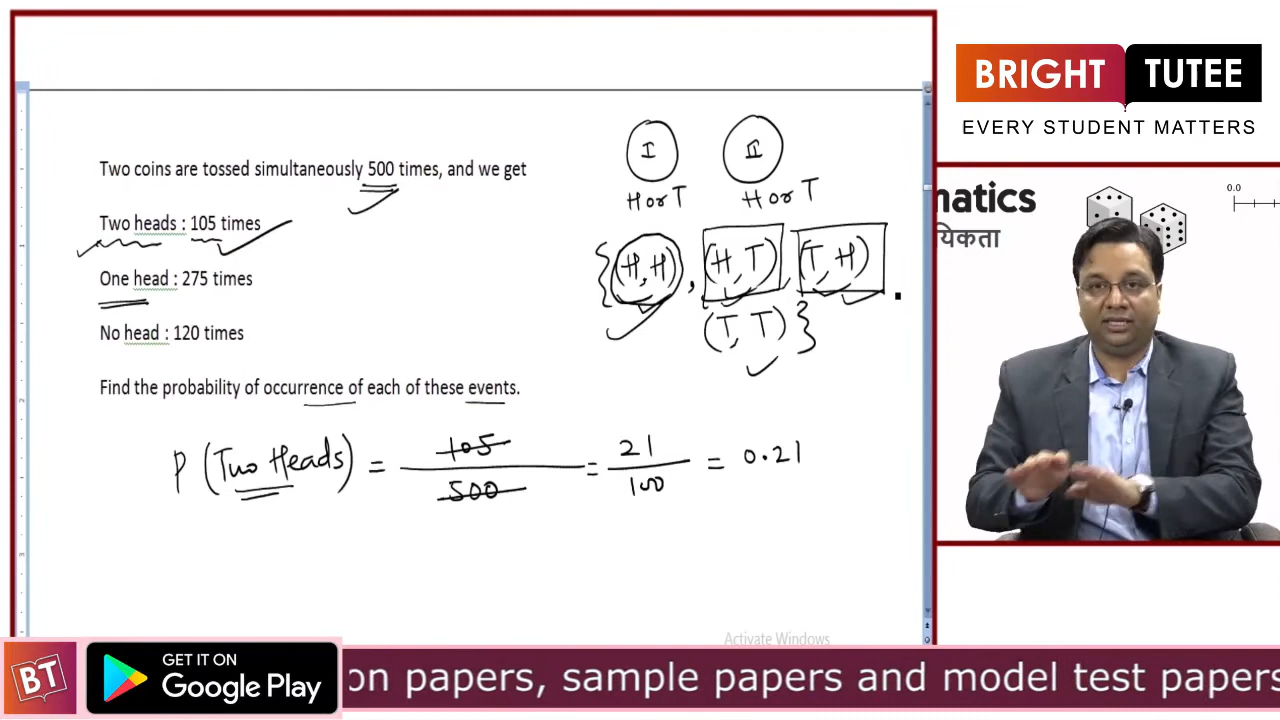 BRIGHT TUTEE
EVERY STUDENT MATTERS
Two coins are tossed simultaneously 500 times, and we get
Two heads : 105 times
One head : 275 times
No head : 120 times
Find the probability of occurrence of each of these events.
I II
H or T H or T
{(H, H), (H, T), (T, H)
(T, T)}
P (Two Heads) = 105/500 = 21/100 = 0.21
matics
यिकता
0.0
Activate Windows
BT
GET IT ON
Google Play
on papers, sample papers and model test papers